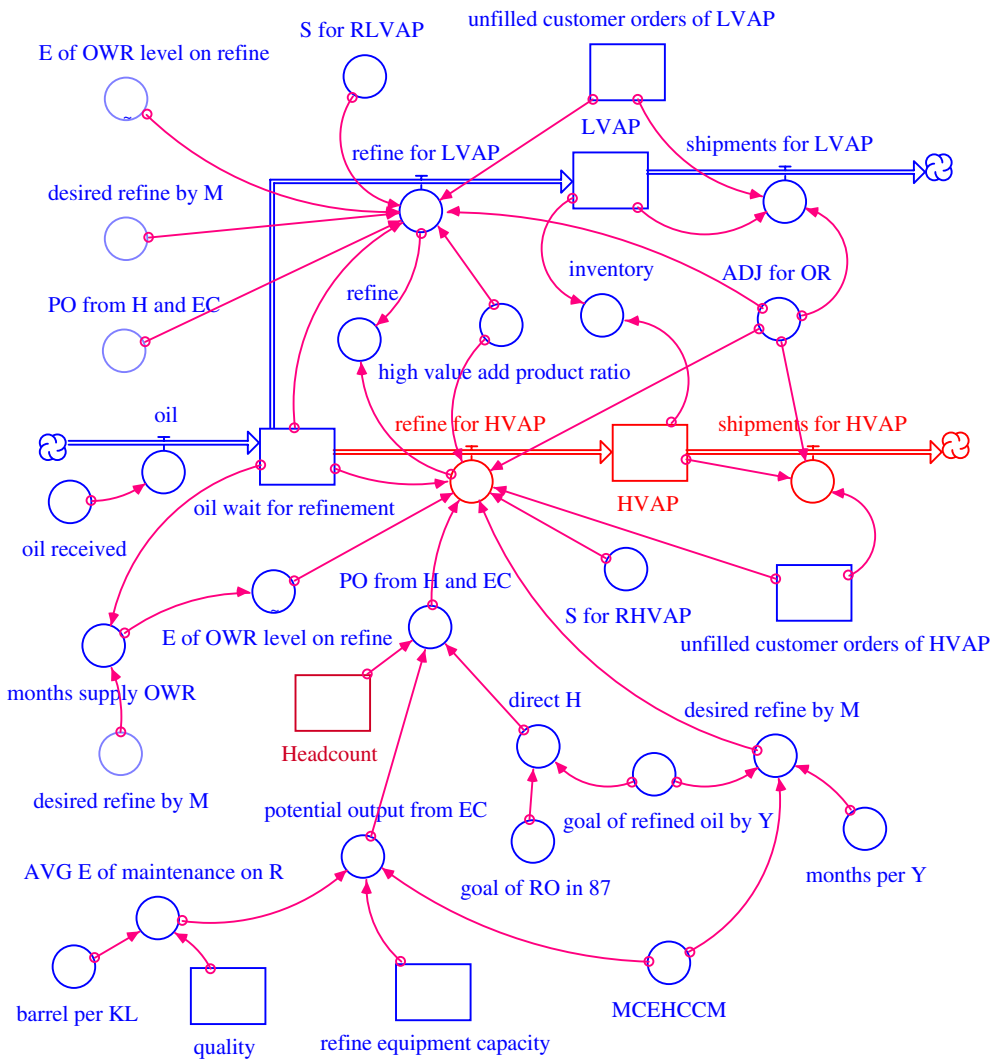 unfilled customer orders of LVAP
S for RLVAP
E of OWR level on refine
LVAP
shipments for LVAP
refine for LVAP
desired refine by M
inventory
ADJ for OR
refine
PO from H and EC
high value add product ratio
oil
refine for HVAP
shipments for HVAP
oil wait for refinement
HVAP
oil received
PO from H and EC
S for RHVAP
E of OWR level on refine
unfilled customer orders of HVAP
months supply OWR
direct H
desired refine by M
Headcount
desired refine by M
potential output from EC
goal of refined oil by Y
AVG E of maintenance on R
goal of RO in 87
months per Y
barrel per KL
MCEHCCM
quality
refine equipment capacity